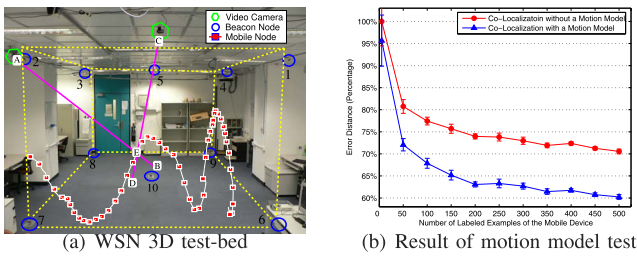 Video Camera
Beacon Node
Mobile Node
A
2
3
C
5
4
1
8
E
B
9
10
D
7
6
(a) WSN 3D test-bed
Co-Localizatoin without a Motion Model
Co-Localization with a Motion Model
Error Distance (Percentage)
100%
95%
90%
85%
80%
75%
70%
65%
60%
0 50 100 150 200 250 300 350 400 450 500
Number of Labeled Examples of the Mobile Device
(b) Result of motion model test